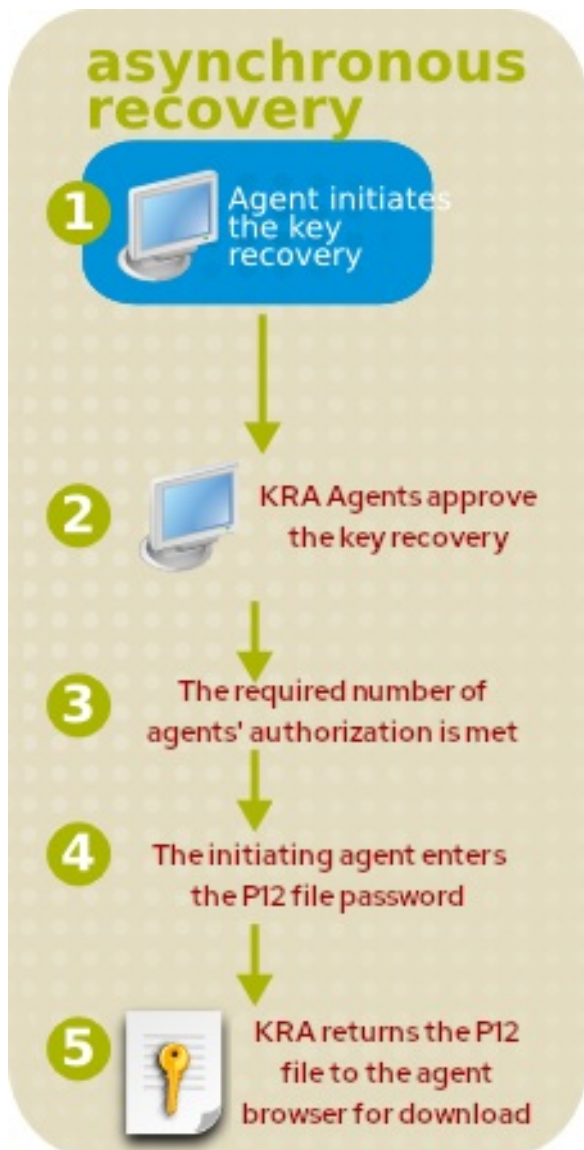 asynchronous
recovery
1
Agent initiates
the key
recovery
2
KRA Agents approve
the key recovery
3
The required number of
agents' authorization is met
4
The initiating agent enters
the P12 file password
5
KRA returns the P12
file to the agent
browser for download